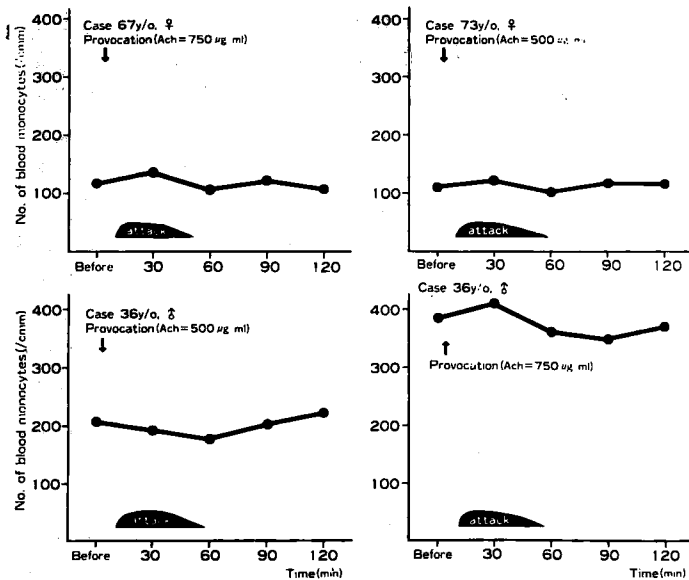 Case 67y/o, ♀
Provocation(Ach=750 μg ml)
400
300
200
100
No. of blood monocytes(/cmm)
attack
Before 30 60 90 120
Case 73y/o, ♀
Provocation(Ach=500 μg ml)
400
300
200
100
attack
Before 30 60 90 120
Case 36y/o, ♂
Provocation(Ach=500 μg ml)
400
300
200
100
No. of blood monocytes(/cmm)
attack
Before 30 60 90 120
Time(min)
Case 36y/o, ♂
Provocation(Ach=750 μg ml)
400
300
200
100
attack
Before 30 60 90 120
Time(min)